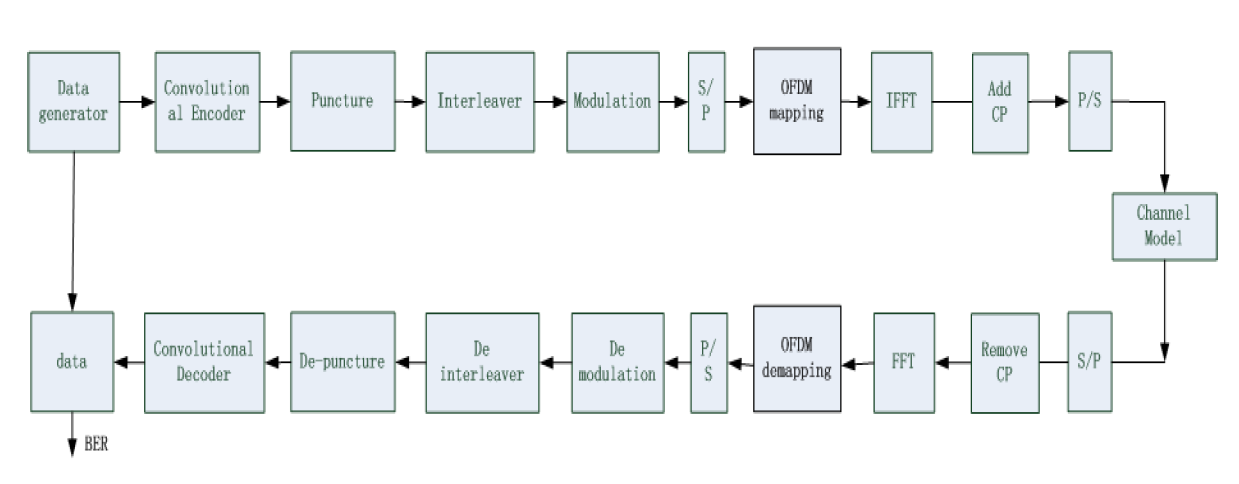 Data
generator
Convolution
al Encoder
Puncture
Interleaver
Modulation
S/
P
OFDM
mapping
IFFT
Add
CP
P/S
Channel
Model
data
Convolutional
Decoder
De-puncture
De
interleaver
De
modulation
P/
S
OFDM
demapping
FFT
Remove
CP
S/P
BER